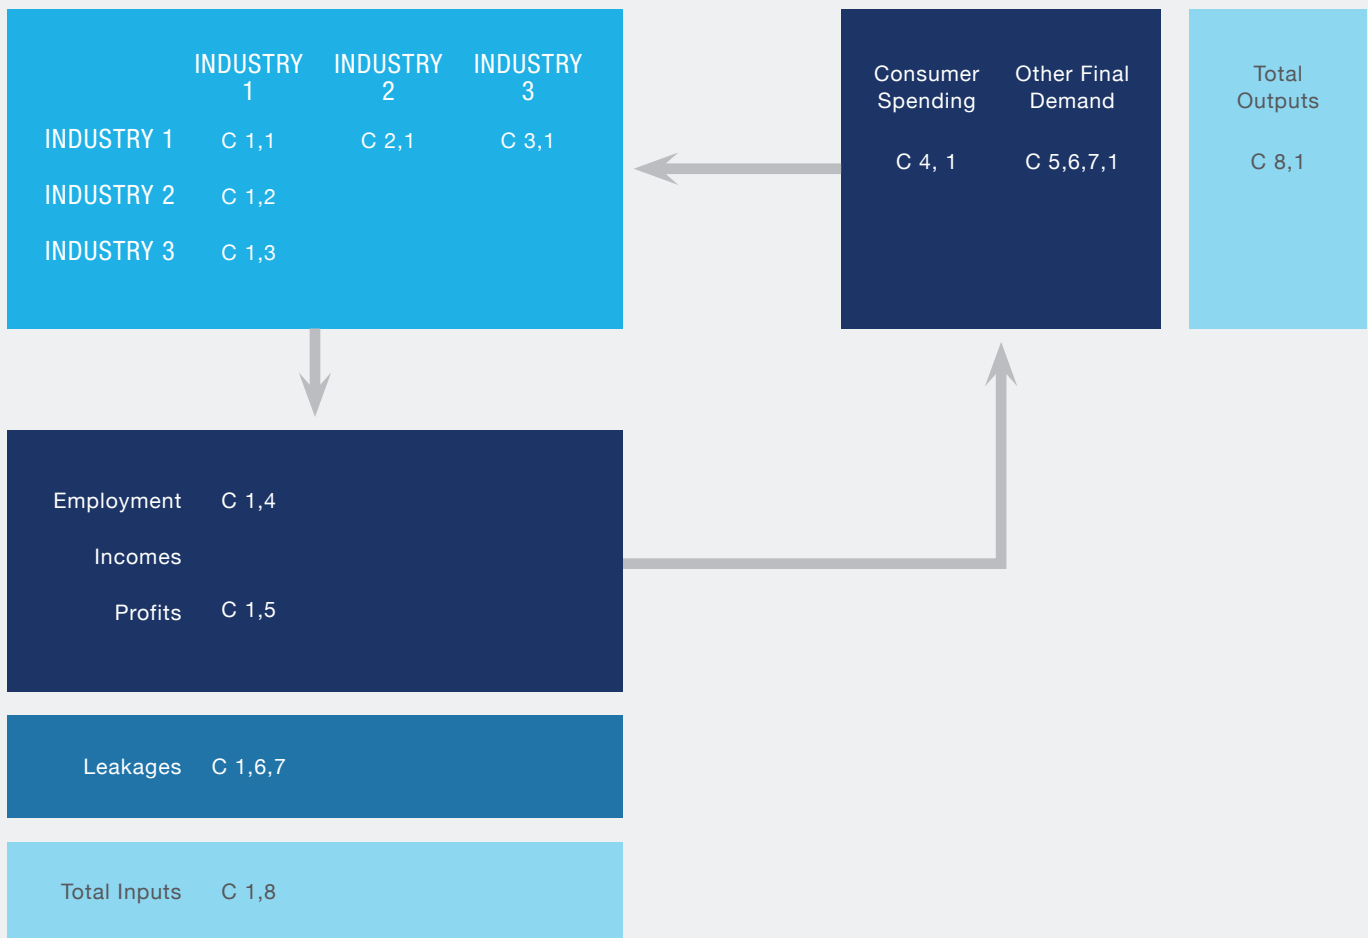 INDUSTRY 1 INDUSTRY 2 INDUSTRY 3
INDUSTRY 1 C 1,1 C 2,1 C 3,1
INDUSTRY 2 C 1,2
INDUSTRY 3 C 1,3
Consumer Spending Other Final Demand
C 4, 1 C 5,6,7,1
Total
Outputs
C 8,1
Employment C 1,4
Incomes
Profits C 1,5
Leakages C 1,6,7
Total Inputs C 1,8